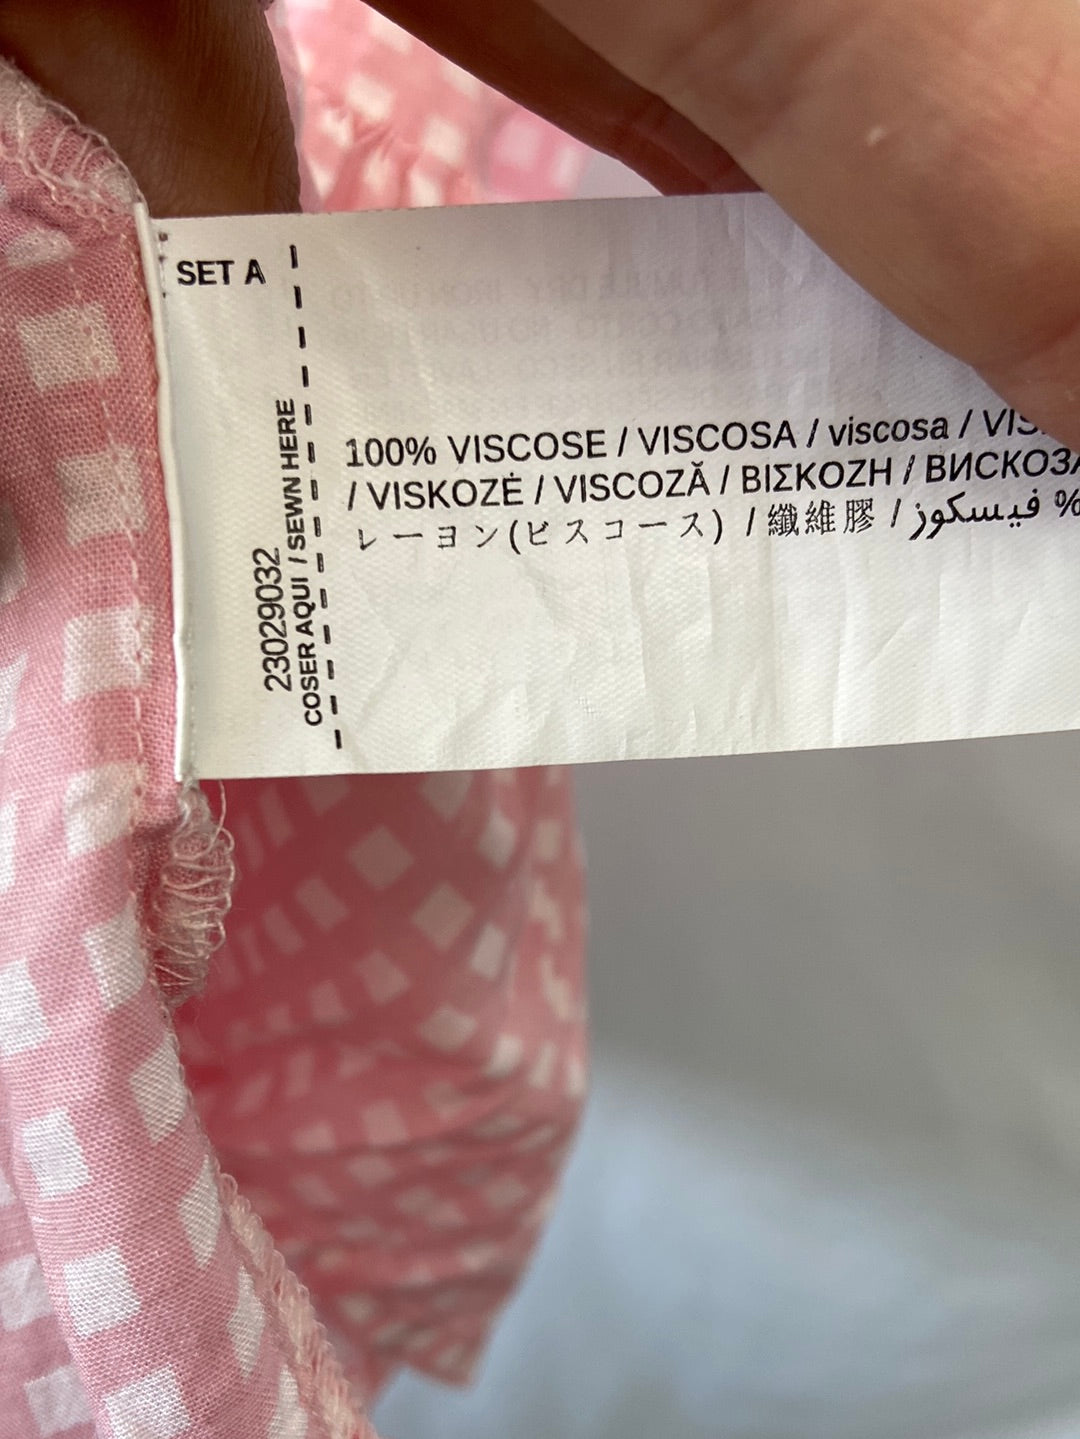 SET A
23029032
COSER AQUI / SEWN HERE
100% VISCOSE / VISCOSA / viscosa /
/ VISKOZĖ / VISCOZĂ / ΒΙΣΚΟΖΗ / ВИСКОЗА
レーヨン(ビスコース) / 纖維膠 / فيسكوز %